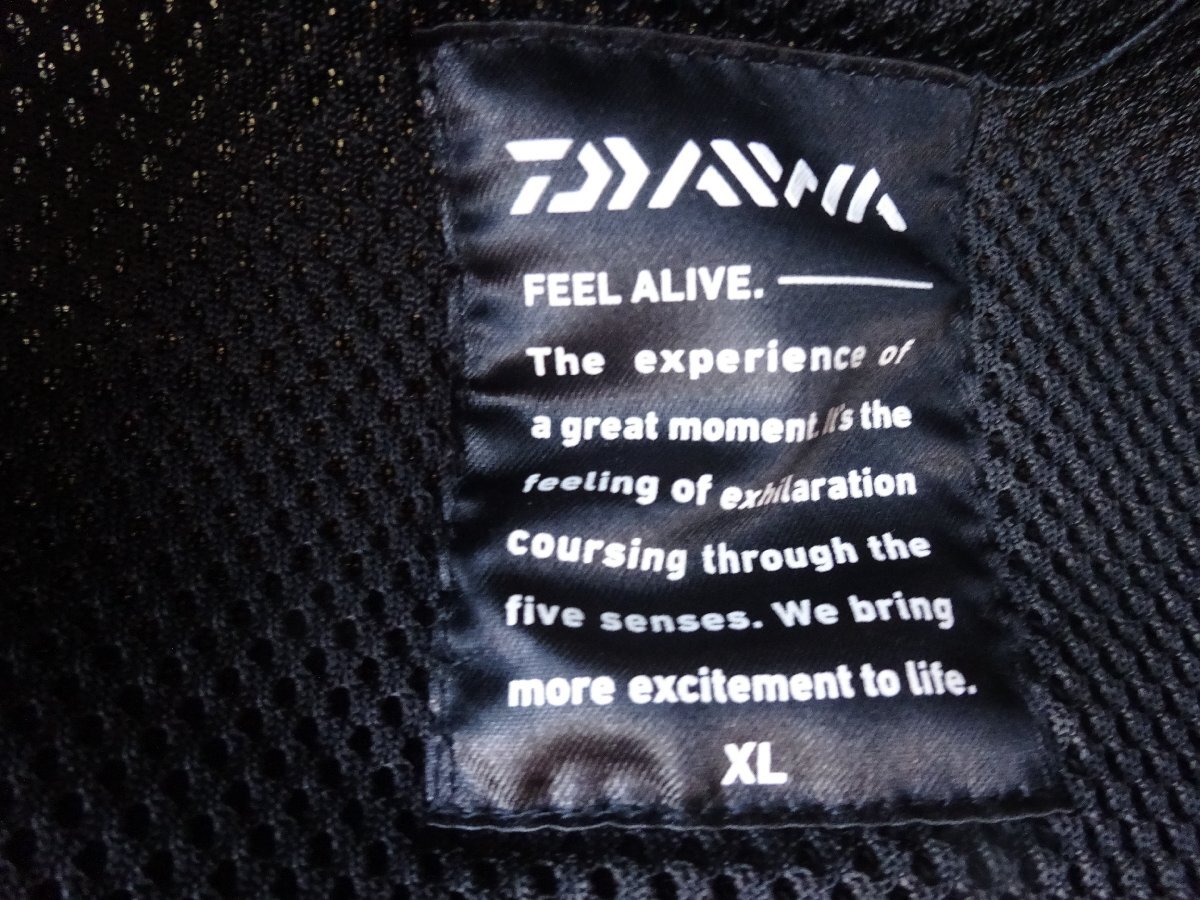 DAIWA
FEEL ALIVE.
The experience of
a great moment. It's the
feeling of exhilaration
coursing through the
five senses. We bring
more excitement to life.
XL